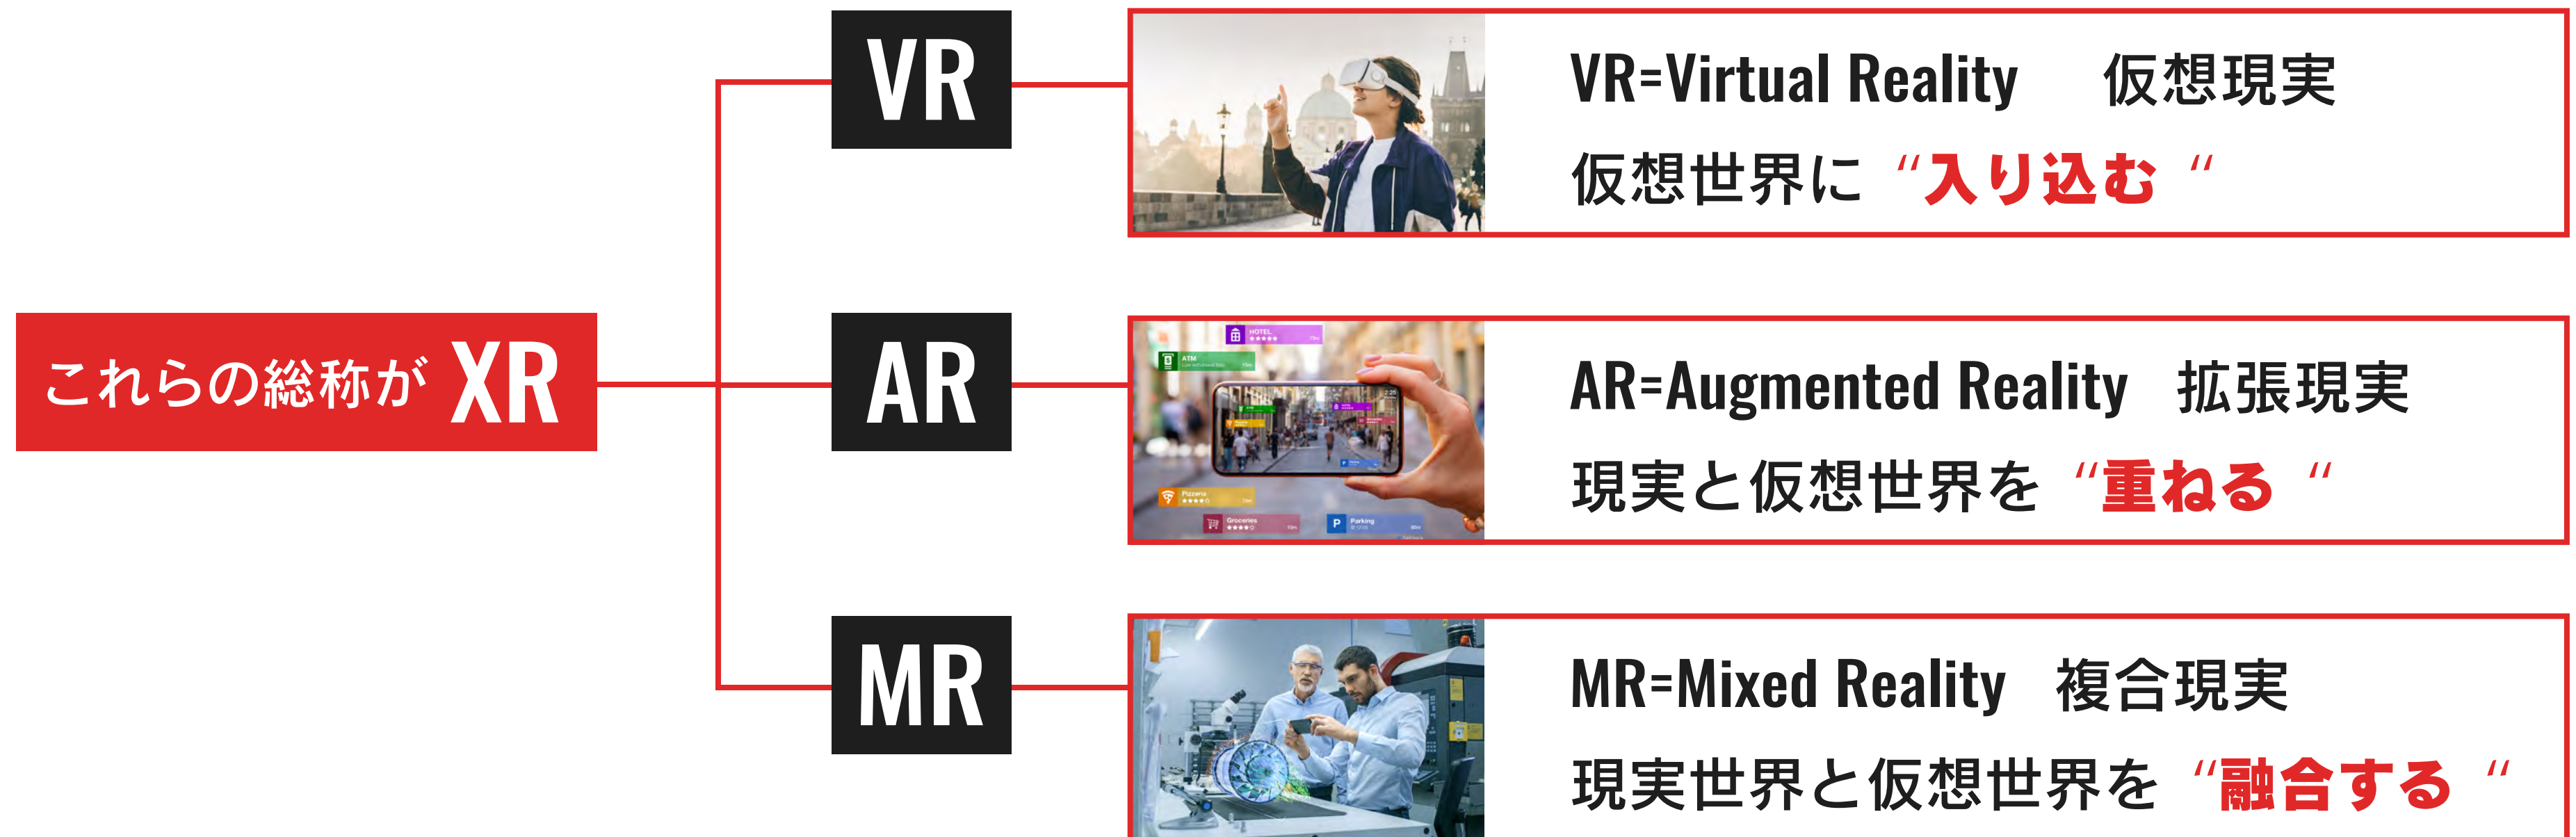 これらの総称が XR
VR
VR=Virtual Reality 仮想現実
仮想世界に “入り込む “
AR
HOTEL
ATM
Pizzeria
Groceries
Parking
AR=Augmented Reality 拡張現実
現実と仮想世界を “重ねる “
MR
MR=Mixed Reality 複合現実
現実世界と仮想世界を “融合する “